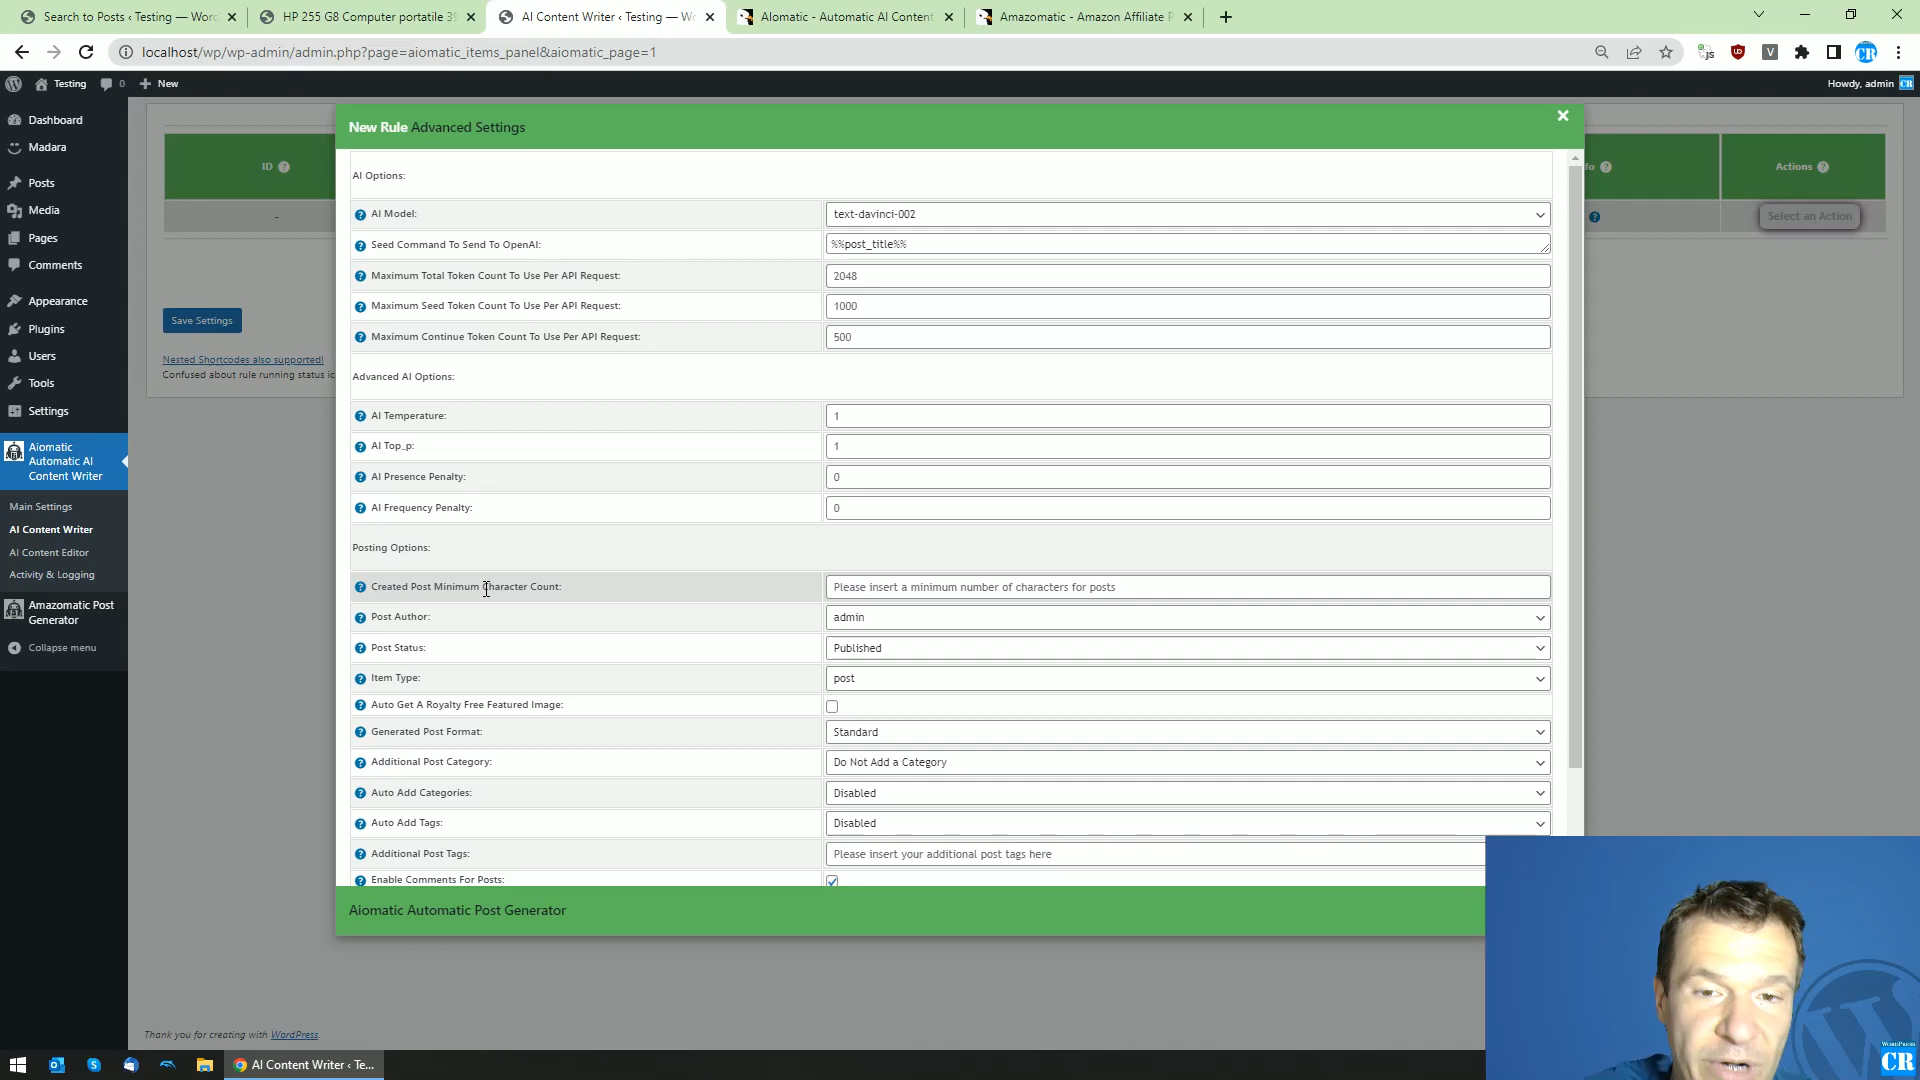 Search to Posts ‹ Testing — Wor
HP 255 G8 Computer portatile 39
AI Content Writer ‹ Testing — Wo
AIomatic - Automatic AI Content
Amazomatic - Amazon Affiliate P
localhost/wp/wp-admin/admin.php?page=aiomatic_items_panel&aiomatic_page=1
Testing
0
New
Howdy, admin
Dashboard
Madara
Posts
Media
Pages
Comments
Appearance
Plugins
Users
Tools
Settings
Aiomatic
Automatic AI
Content Writer
Main Settings
AI Content Writer
AI Content Editor
Activity & Logging
Amazomatic Post
Generator
Collapse menu
ID
-
Save Settings
Nested Shortcodes also supported!
Confused about rule running status ic
fo
Actions
Select an Action
New Rule Advanced Settings
AI Options:
AI Model:
text-davinci-002
Seed Command To Send To OpenAI:
%%post_title%%
Maximum Total Token Count To Use Per API Request:
2048
Maximum Seed Token Count To Use Per API Request:
1000
Maximum Continue Token Count To Use Per API Request:
500
Advanced AI Options:
AI Temperature:
1
AI Top_p:
1
AI Presence Penalty:
0
AI Frequency Penalty:
0
Posting Options:
Created Post Minimum Character Count:
Please insert a minimum number of characters for posts
Post Author:
admin
Post Status:
Published
Item Type:
post
Auto Get A Royalty Free Featured Image:
Generated Post Format:
Standard
Additional Post Category:
Do Not Add a Category
Auto Add Categories:
Disabled
Auto Add Tags:
Disabled
Additional Post Tags:
Please insert your additional post tags here
Enable Comments For Posts:
Aiomatic Automatic Post Generator
Thank you for creating with WordPress.
AI Content Writer ‹ Te...
WORDPRESS
CR